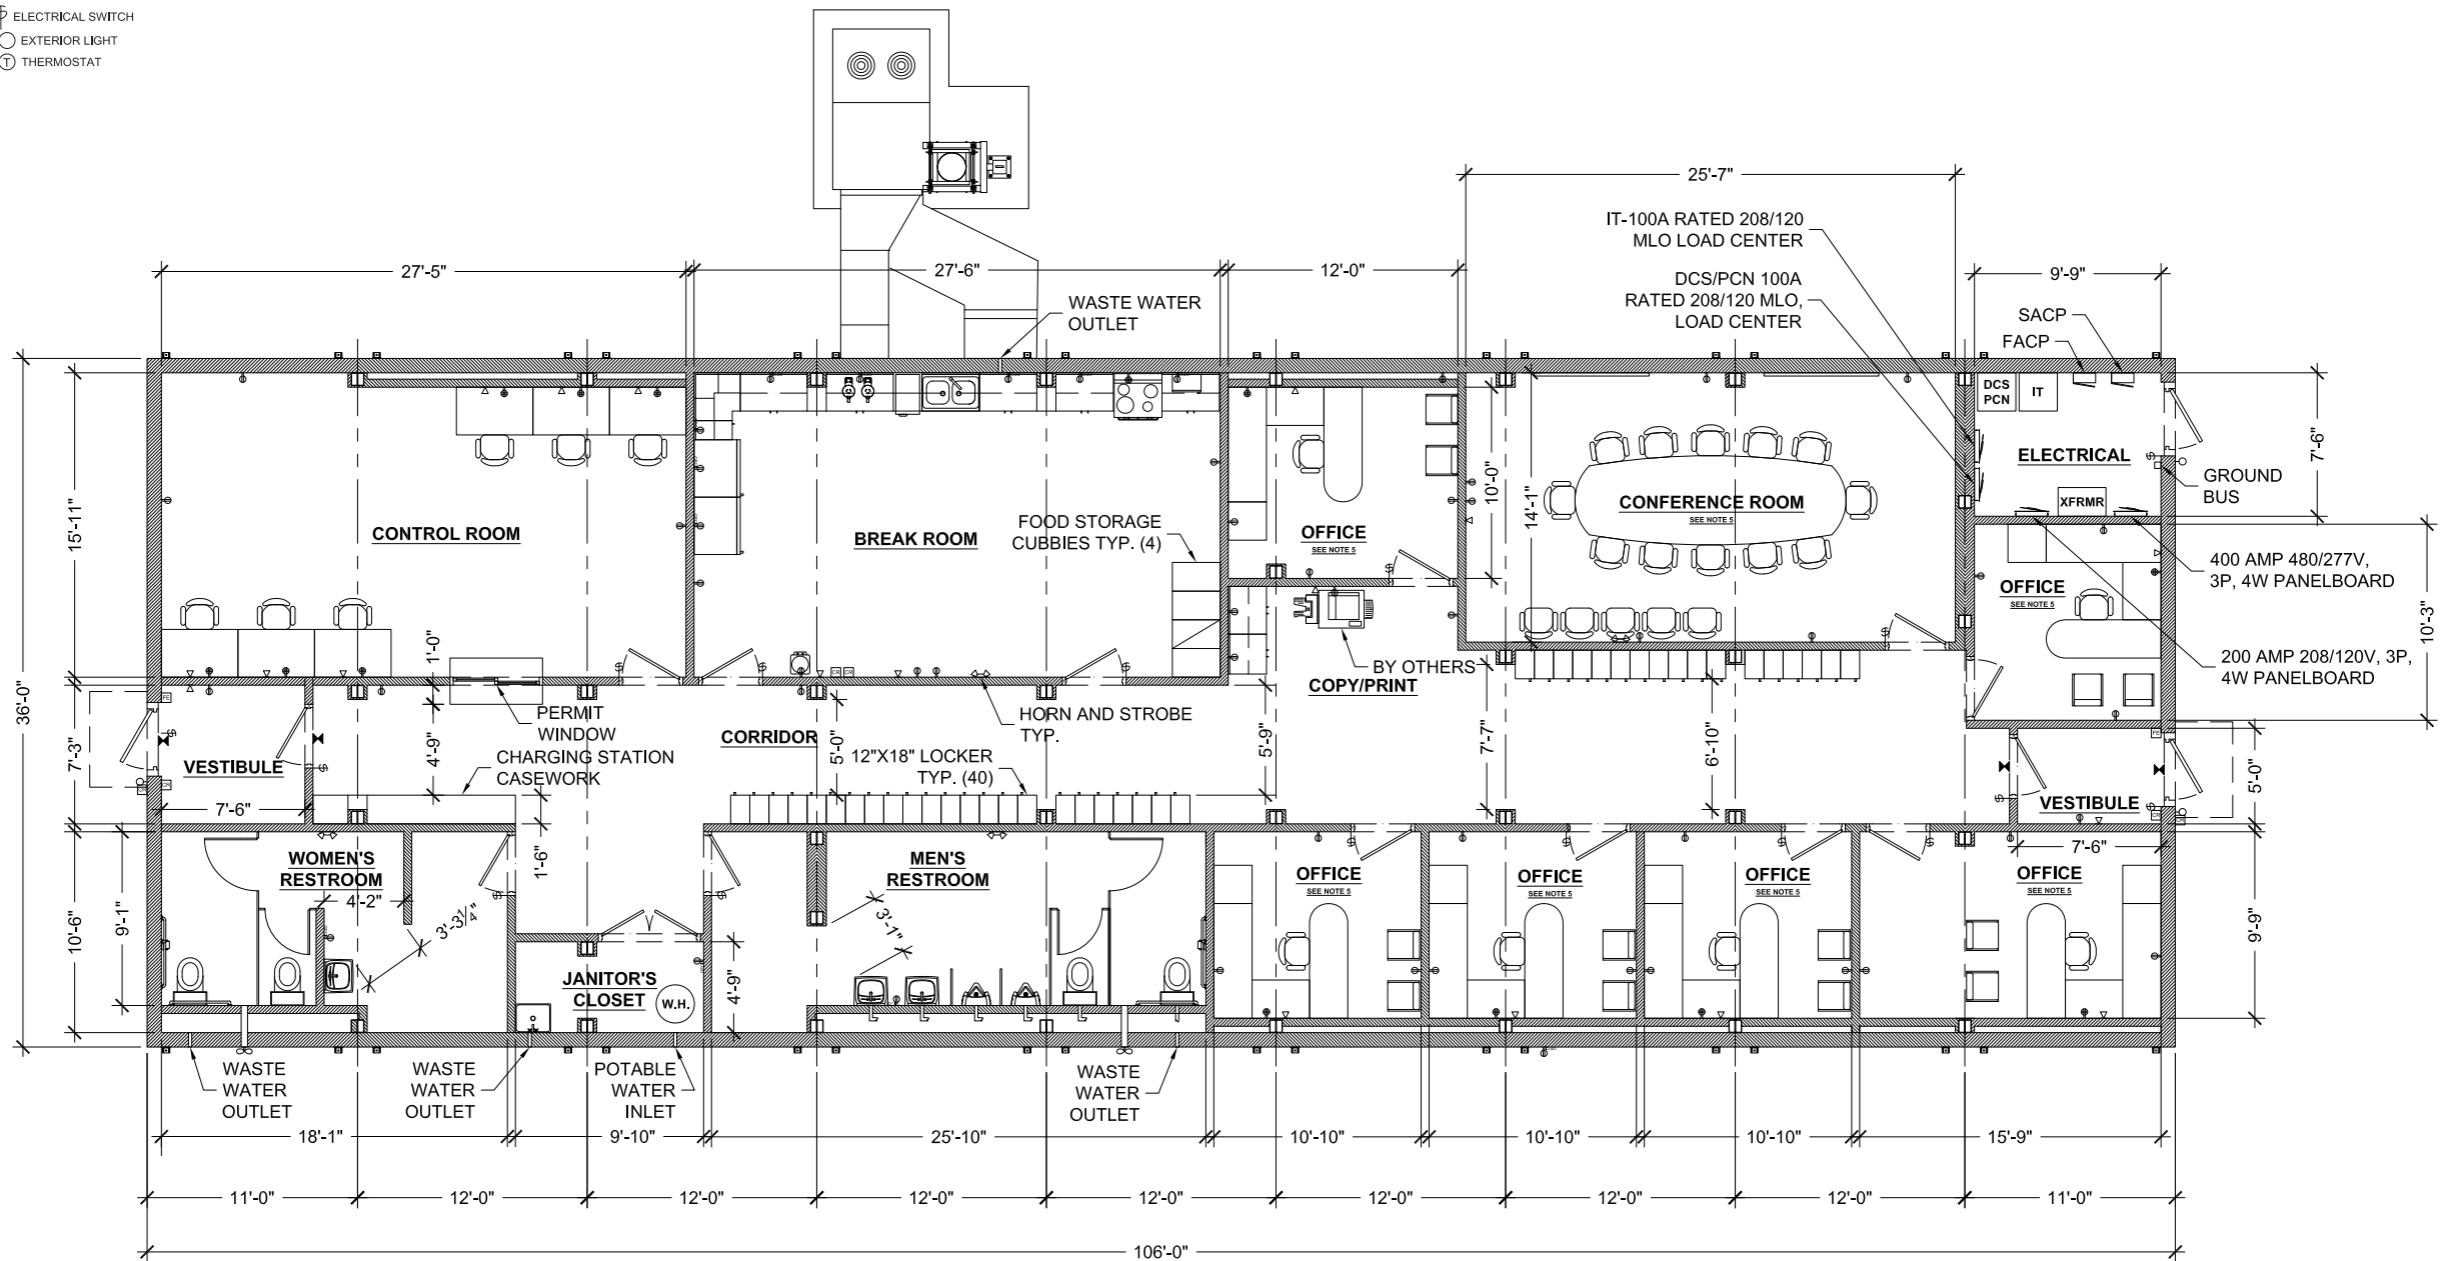 ELECTRICAL SWITCH
EXTERIOR LIGHT
T THERMOSTAT
25'-7"
IT-100A RATED 208/120
MLO LOAD CENTER
27'-5"
27'-6"
12'-0"
9'-9"
DCS/PCN 100A
RATED 208/120 MLO,
LOAD CENTER
WASTE WATER
OUTLET
SACP
FACP
DCS
PCN
IT
36'-0"
15'-11"
CONTROL ROOM
BREAK ROOM
FOOD STORAGE
CUBBIES TYP. (4)
OFFICE
SEE NOTE 5
10'-0"
14'-1"
CONFERENCE ROOM
SEE NOTE 5
ELECTRICAL
XFRMR
7'-6"
GROUND
BUS
400 AMP 480/277V,
3P, 4W PANELBOARD
OFFICE
SEE NOTE 5
10'-3"
200 AMP 208/120V, 3P,
4W PANELBOARD
1'-0"
BY OTHERS
COPY/PRINT
PERMIT
WINDOW
HORN AND STROBE
TYP.
CORRIDOR
7'-3"
VESTIBULE
7'-6"
4'-9"
CHARGING STATION
CASEWORK
5'-0"
12"X18" LOCKER
TYP. (40)
5'-9"
7'-7"
6'-10"
VESTIBULE
7'-6"
5'-0"
10'-6"
9'-1"
WOMEN'S
RESTROOM
4'-2"
3'-3¼"
1'-6"
MEN'S
RESTROOM
3'-1"
OFFICE
SEE NOTE 5
OFFICE
SEE NOTE 5
OFFICE
SEE NOTE 5
OFFICE
SEE NOTE 5
9'-9"
JANITOR'S
CLOSET
W.H.
4'-9"
WASTE
WATER
OUTLET
WASTE
WATER
OUTLET
POTABLE
WATER
INLET
WASTE
WATER
OUTLET
18'-1"
9'-10"
25'-10"
10'-10"
10'-10"
10'-10"
15'-9"
11'-0"
12'-0"
12'-0"
12'-0"
12'-0"
12'-0"
12'-0"
12'-0"
11'-0"
106'-0"